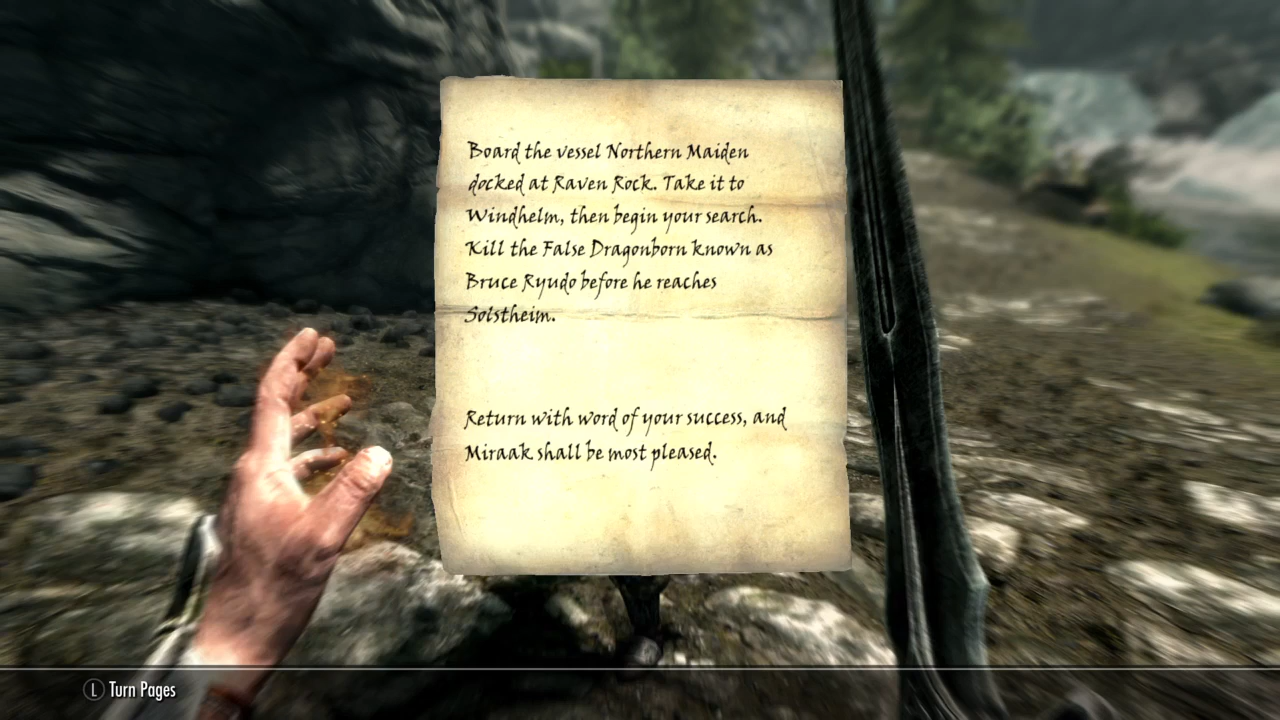 Board the vessel Northern Maiden
docked at Raven Rock. Take it to
Windhelm, then begin your search.
Kill the False Dragonborn known as
Bruce Ryudo before he reaches
Solstheim.
Return with word of your success, and
Miraak shall be most pleased.
L Turn Pages